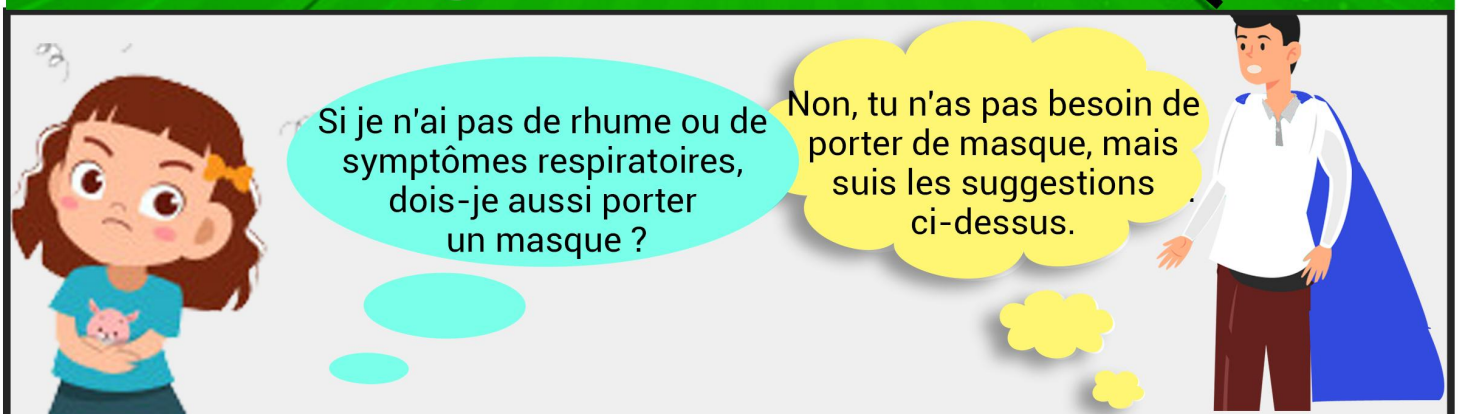 Si je n'ai pas de rhume ou de
symptômes respiratoires,
dois-je aussi porter
un masque ?
Non, tu n'as pas besoin de
porter de masque, mais
suis les suggestions
ci-dessus.